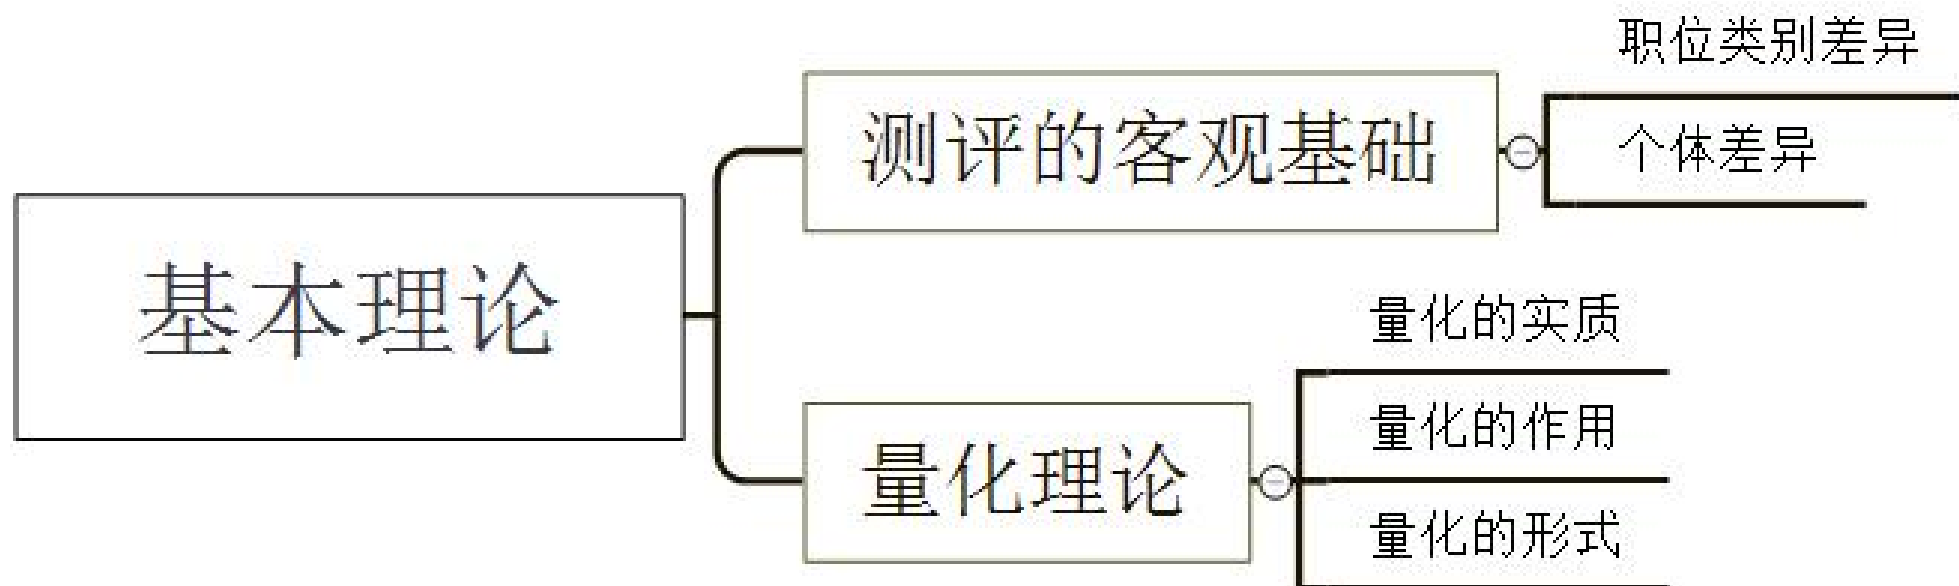 基本理论
测评的客观基础
职位类别差异
个体差异
量化理论
量化的实质
量化的作用
量化的形式